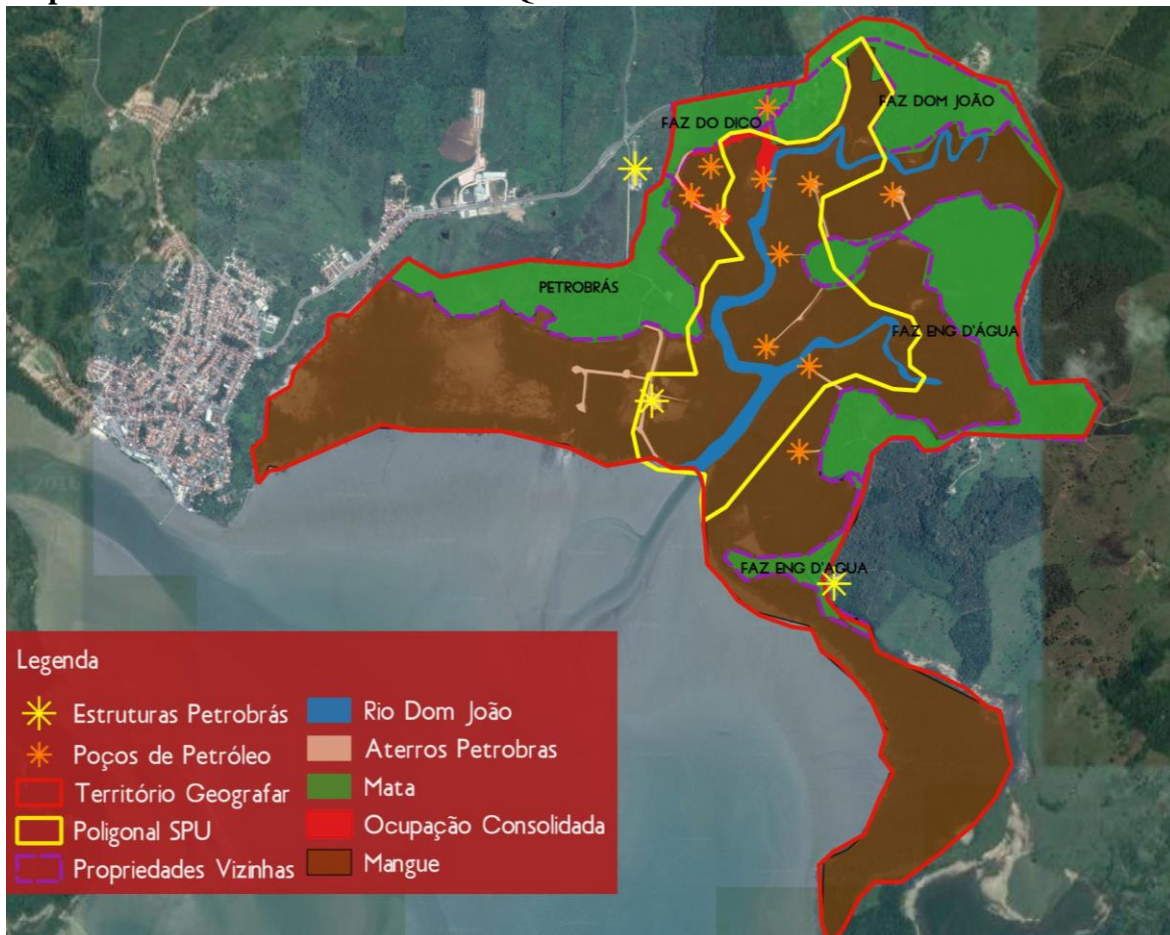 FAZ DOM JOÃO
FAZ DO DICO
PETROBRÁS
FAZ ENG D'ÁGUA
FAZ ENG D'ÁGUA
Legenda
Estruturas Petrobrás
Poços de Petróleo
Território Geografar
Poligonal SPU
Propriedades Vizinhas
Rio Dom João
Aterros Petrobras
Mata
Ocupação Consolidada
Mangue